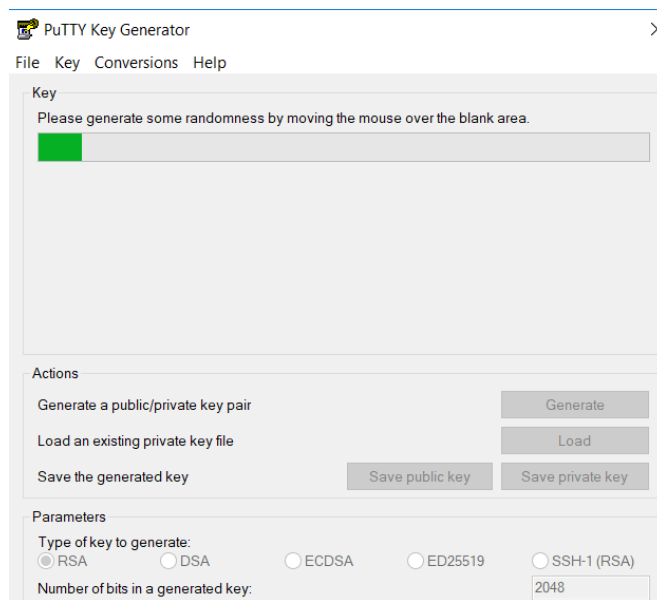 PuTTY Key Generator
File Key Conversions Help
Key
Please generate some randomness by moving the mouse over the blank area.
Actions
Generate a public/private key pair Generate
Load an existing private key file Load
Save the generated key Save public key Save private key
Parameters
Type of key to generate:
RSA DSA ECDSA ED25519 SSH-1 (RSA)
Number of bits in a generated key: 2048